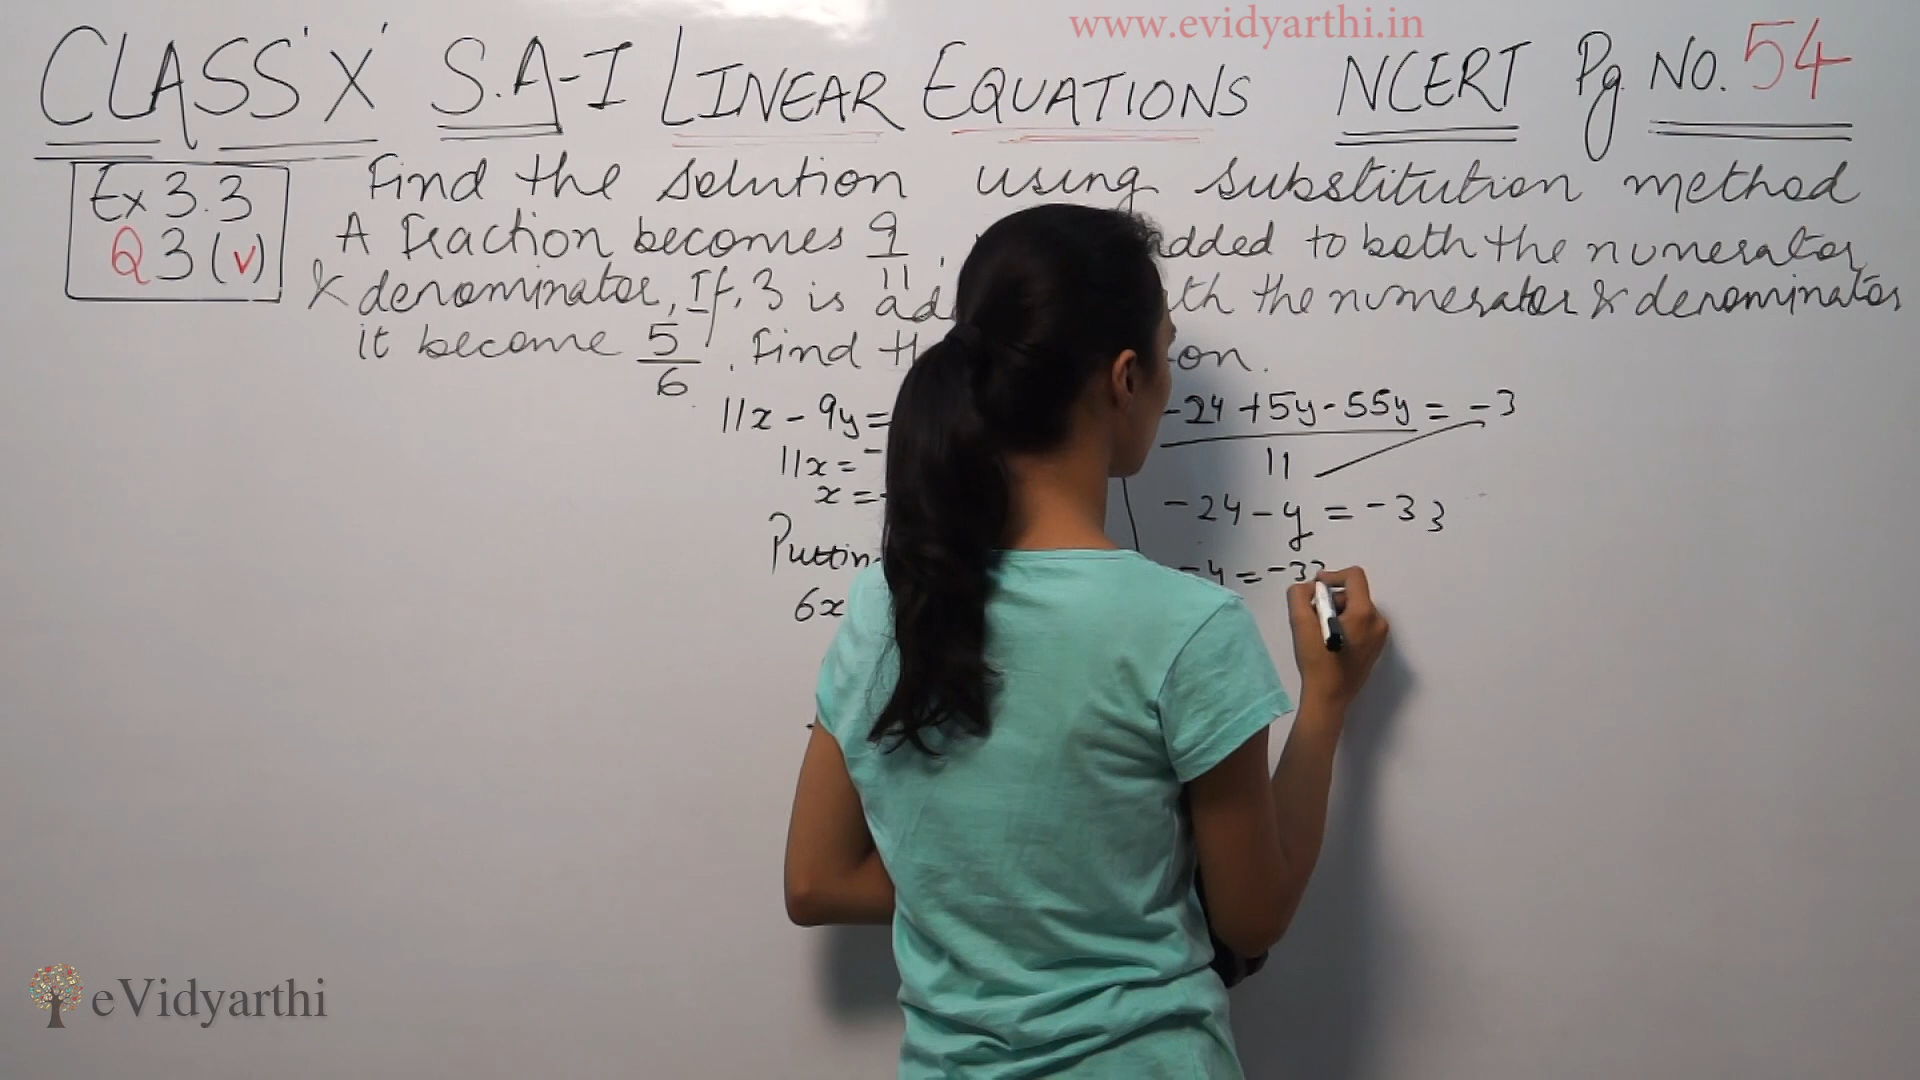 www.evidyarthi.in
CLASS 'X' S.A-I LINEAR EQUATIONS NCERT Pg NO. 54
Ex 3.3
Q 3 (v)
Find the solution using substitution method
A fraction becomes 9/11, added to both the numerator
& denominator, If, 3 is ad th the numerator & denominator
it become 5/6. Find th on.
11x - 9y =
11x = -
x = -
Puttin
6x
-24 + 5y - 55y = -3
11
-24 - y = -33
-y = -33
eVidyarthi